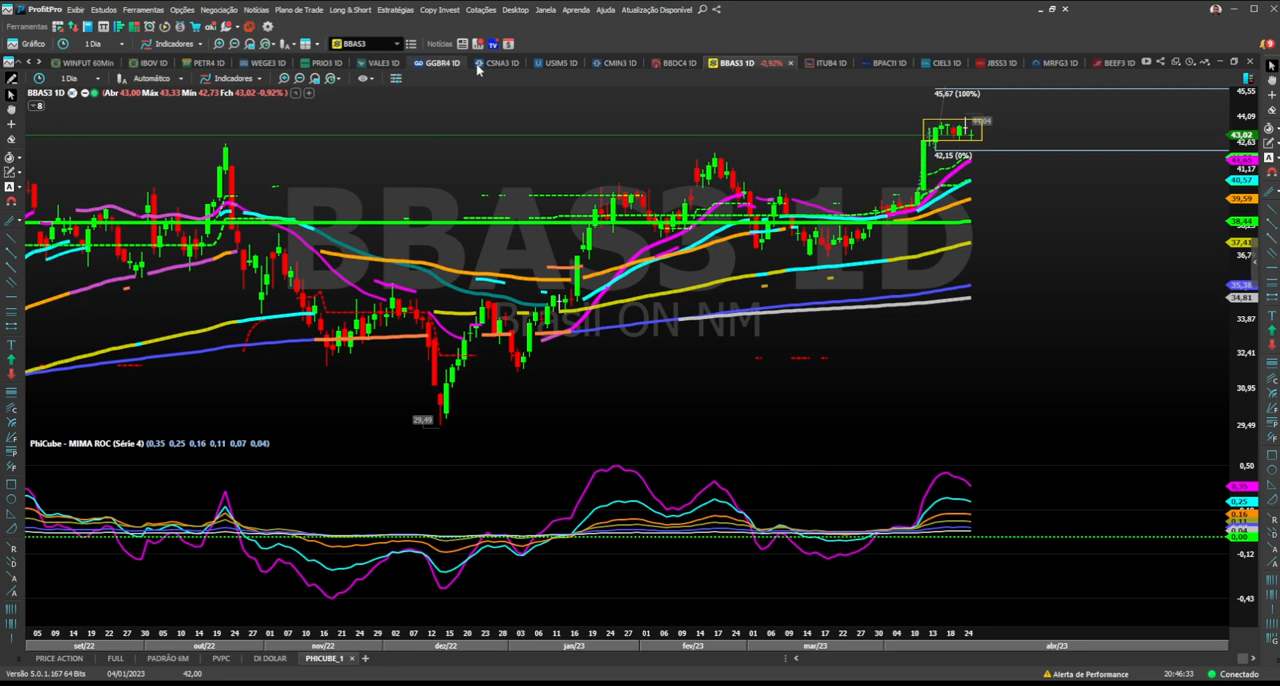 ProfitPro Exibir Estudos Ferramentas Opções Negociação Notícias Plano de Trade Long & Short Estratégias Copy Invest Cotações Desktop Janela Aprenda Ajuda Atualização Disponível
Ferramentas
Gráfico 1 Dia Indicadores BBAS3 Notícias
WINFUT 60Min IBOV 1D PETR4 1D WEGE3 1D PRIO3 1D VALE3 1D GGBR4 1D CSNA3 1D USIM5 1D CMIN3 1D BBDC4 1D BBAS3 1D -0,92% ITUB4 1D BPAC11 1D CIEL3 1D JBSS3 1D MRFG3 1D BEEF3 1D
1 Dia Automático Indicadores
BBAS3 1D (Abr 43,00 Máx 43,33 Mín 42,73 Fch 43,02 -0,92% )
8
45,67 (100%)
42,15 (0%)
45,55
44,09
43,02
42,63
41,17
40,57
39,59
38,44
37,41
36,7
35,38
34,81
33,87
32,41
30,95
29,49
BBAS3 1D
BRASIL ON NM
29,49
PhiCube - MIMA ROC (Série 4) (0,35 0,25 0,16 0,11 0,07 0,04)
0,50
0,35
0,25
0,16
0,11
0,04
0,00
-0,12
-0,43
05 09 14 19 22 27 30 05 10 14 19 24 27 01 07 10 16 21 24 29 02 07 12 15 20 23 28 03 06 11 16 19 24 27 01 06 09 14 17 24 01 06 09 14 17 22 27 30 04 10 13 18 24
set/22 out/22 nov/22 dez/22 jan/23 fev/23 mar/23 abr/23
PRICE ACTION FULL PADRÃO 6M PVPC DI DOLAR PHICUBE_1
Versão 5.0.1.167 64 Bits 04/01/2023 42,00 Alerta de Performance 20:46:33 Conectado